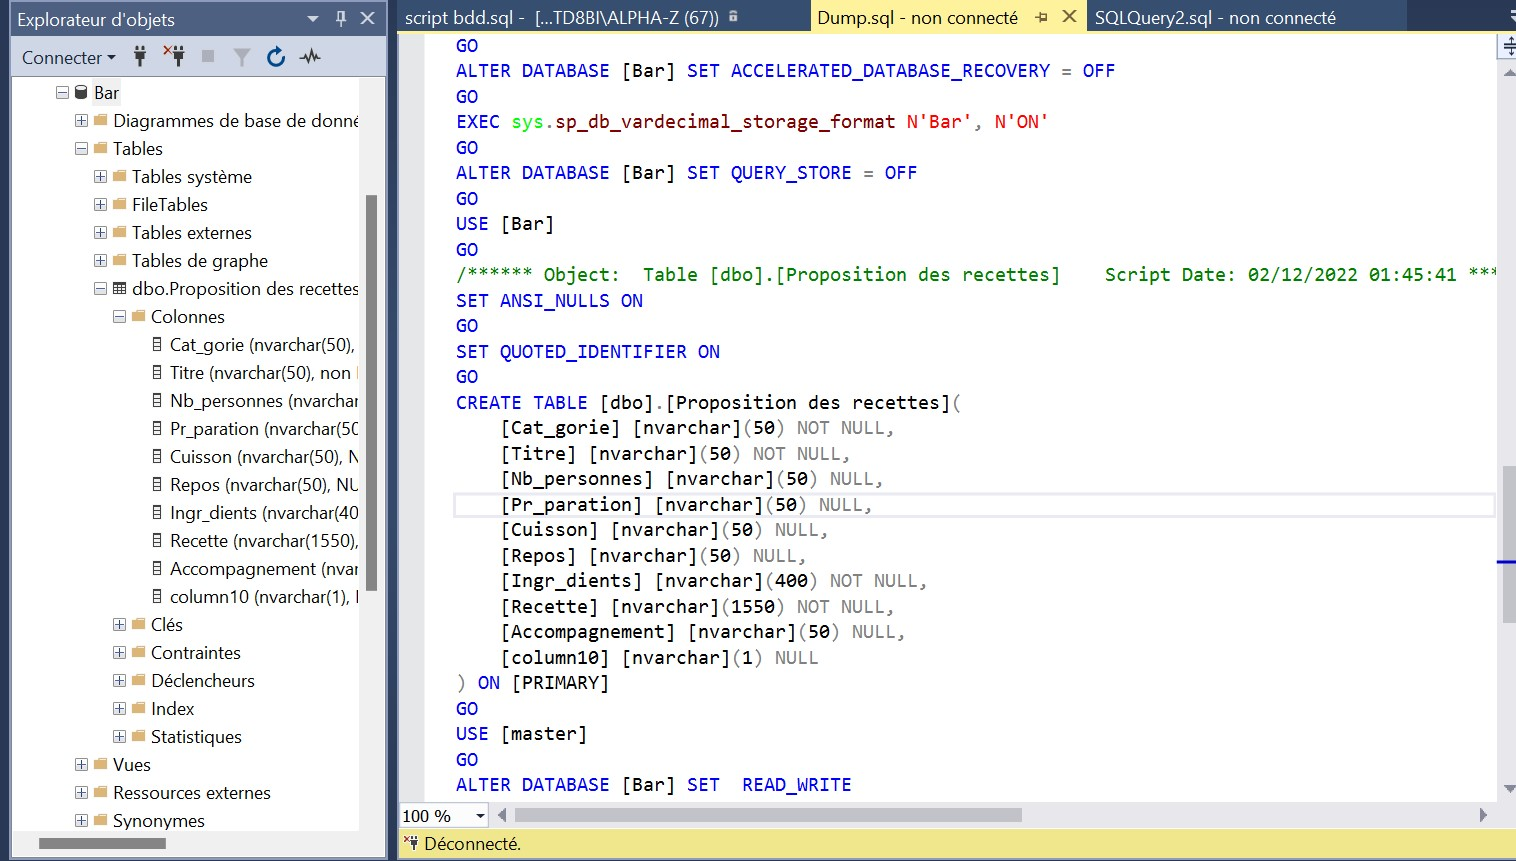 Explorateur d'objets
Connecter
Bar
Diagrammes de base de donné
Tables
Tables système
FileTables
Tables externes
Tables de graphe
dbo.Proposition des recettes
Colonnes
Cat_gorie (nvarchar(50),
Titre (nvarchar(50), non
Nb_personnes (nvarchar
Pr_paration (nvarchar(50
Cuisson (nvarchar(50), N
Repos (nvarchar(50), NU
Ingr_dients (nvarchar(40
Recette (nvarchar(1550),
Accompagnement (nvar
column10 (nvarchar(1),
Clés
Contraintes
Déclencheurs
Index
Statistiques
Vues
Ressources externes
Synonymes
script bdd.sql - [...TD8BI\ALPHA-Z (67))
Dump.sql - non connecté
SQLQuery2.sql - non connecté
GO
ALTER DATABASE [Bar] SET ACCELERATED_DATABASE_RECOVERY = OFF
GO
EXEC sys.sp_db_vardecimal_storage_format N'Bar', N'ON'
GO
ALTER DATABASE [Bar] SET QUERY_STORE = OFF
GO
USE [Bar]
GO
/****** Object:  Table [dbo].[Proposition des recettes]    Script Date: 02/12/2022 01:45:41 ***
SET ANSI_NULLS ON
GO
SET QUOTED_IDENTIFIER ON
GO
CREATE TABLE [dbo].[Proposition des recettes](
[Cat_gorie] [nvarchar](50) NOT NULL,
[Titre] [nvarchar](50) NOT NULL,
[Nb_personnes] [nvarchar](50) NULL,
[Pr_paration] [nvarchar](50) NULL,
[Cuisson] [nvarchar](50) NULL,
[Repos] [nvarchar](50) NULL,
[Ingr_dients] [nvarchar](400) NOT NULL,
[Recette] [nvarchar](1550) NOT NULL,
[Accompagnement] [nvarchar](50) NULL,
[column10] [nvarchar](1) NULL
) ON [PRIMARY]
GO
USE [master]
GO
ALTER DATABASE [Bar] SET  READ_WRITE
100 %
Déconnecté.